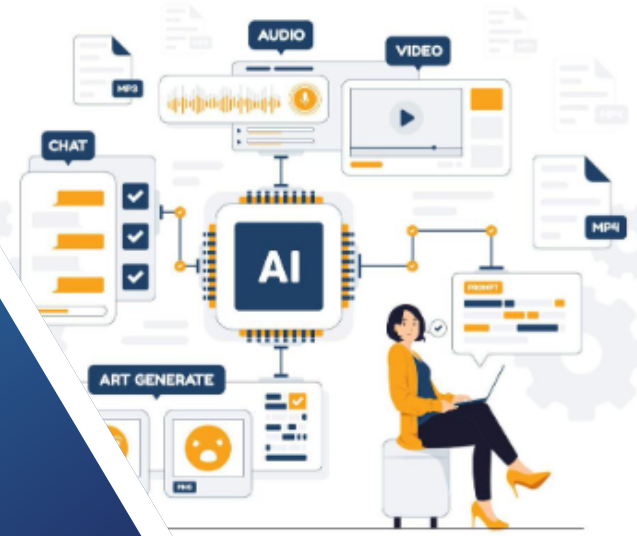 AUDIO
VIDEO
MP3
CHAT
MP4
AI
PROMPT
ART GENERATE
PNG